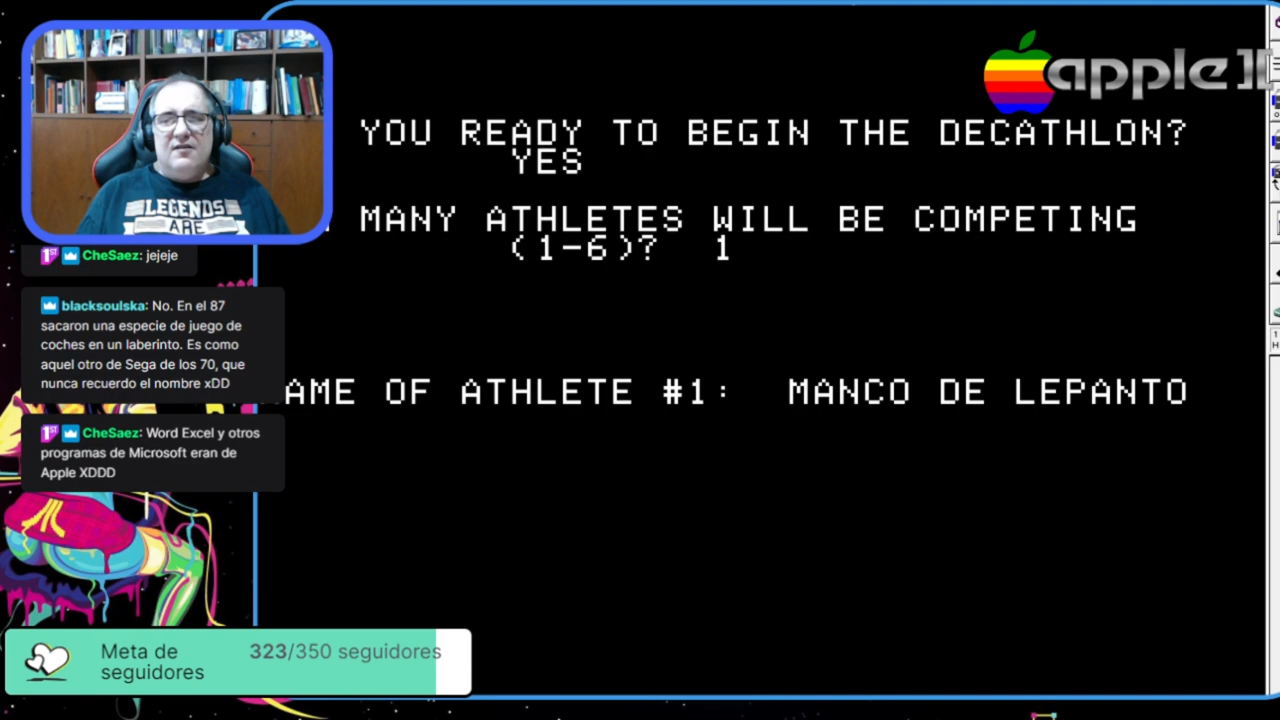 apple ][
YOU READY TO BEGIN THE DECATHLON?
YES
MANY ATHLETES WILL BE COMPETING
(1-6)? 1
AME OF ATHLETE #1: MANCO DE LEPANTO
LEGENDS
ARE
CheSaez: jejeje
blacksoulska: No. En el 87
sacaron una especie de juego de
coches en un laberinto. Es como
aquel otro de Sega de los 70, que
nunca recuerdo el nombre xDD
CheSaez: Word Excel y otros
programas de Microsoft eran de
Apple XDDD
Meta de
seguidores
323/350 seguidores